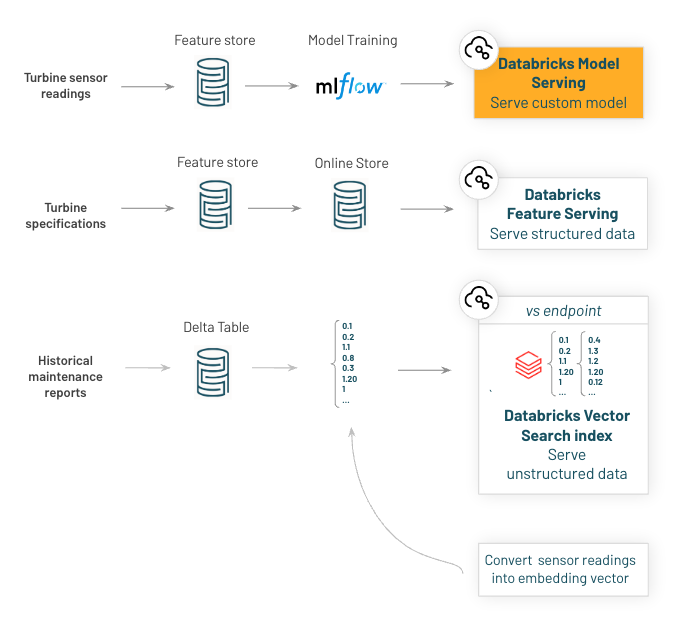 Feature store
Model Training
Turbine sensor
readings
mlflow
Databricks Model
Serving
Serve custom model
Feature store
Online Store
Turbine
specifications
Databricks
Feature Serving
Serve structured data
Delta Table
Historical
maintenance
reports
0.1
0.2
1.1
0.8
0.3
1.20
1
...
vs endpoint
0.1 0.4
0.2 1.3
1.1 1.2
1.20 1.20
1 0.12
... ...
Databricks Vector
Search index
Serve
unstructured data
Convert sensor readings
into embedding vector